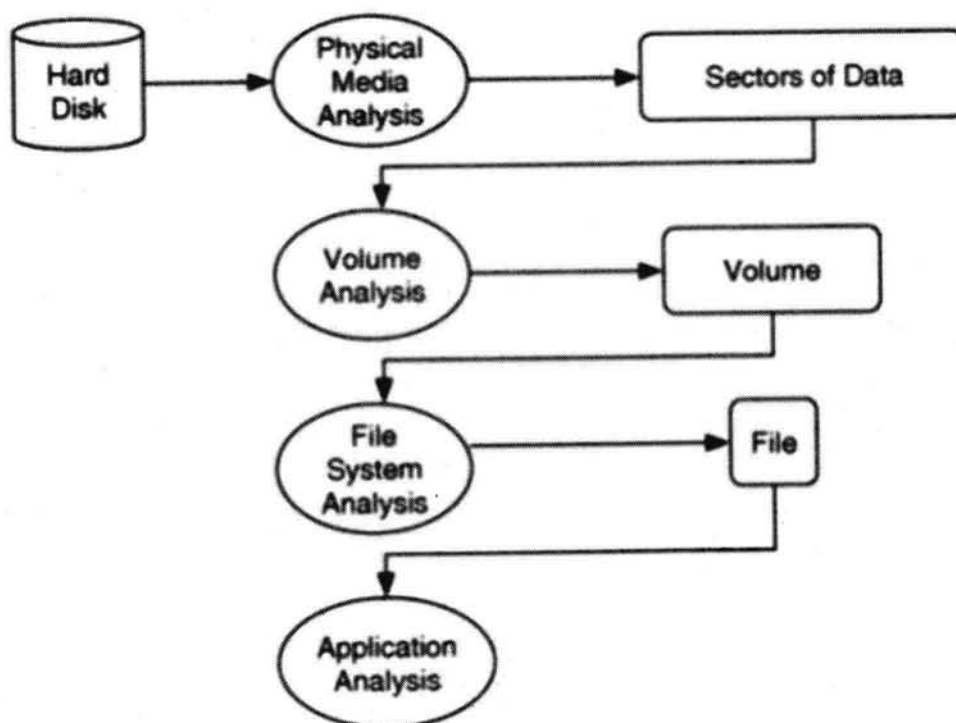 Hard
Disk
Physical
Media
Analysis
Sectors of Data
Volume
Analysis
Volume
File
System
Analysis
File
Application
Analysis